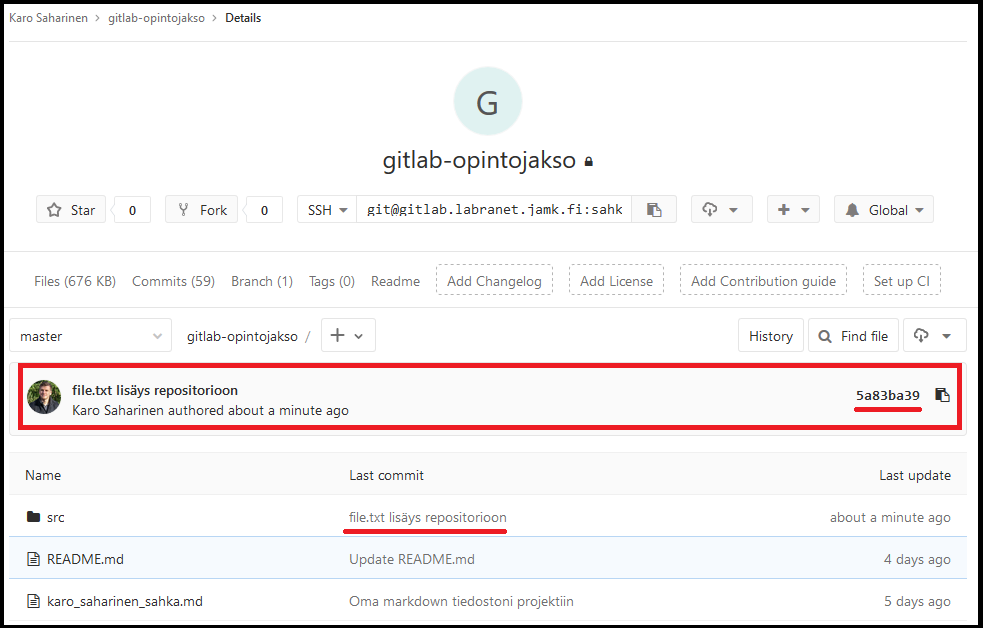 Karo Saharinen > gitlab-opintojakso > Details
G
gitlab-opintojakso
Star 0 Fork 0 SSH git@gitlab.labranet.jamk.fi:sahk Global
Files (676 KB) Commits (59) Branch (1) Tags (0) Readme Add Changelog Add License Add Contribution guide Set up CI
master gitlab-opintojakso / + History Find file
file.txt lisäys repositorioon
Karo Saharinen authored about a minute ago 5a83ba39
Name Last commit Last update
src file.txt lisäys repositorioon about a minute ago
README.md Update README.md 4 days ago
karo_saharinen_sahka.md Oma markdown tiedostoni projektiin 5 days ago